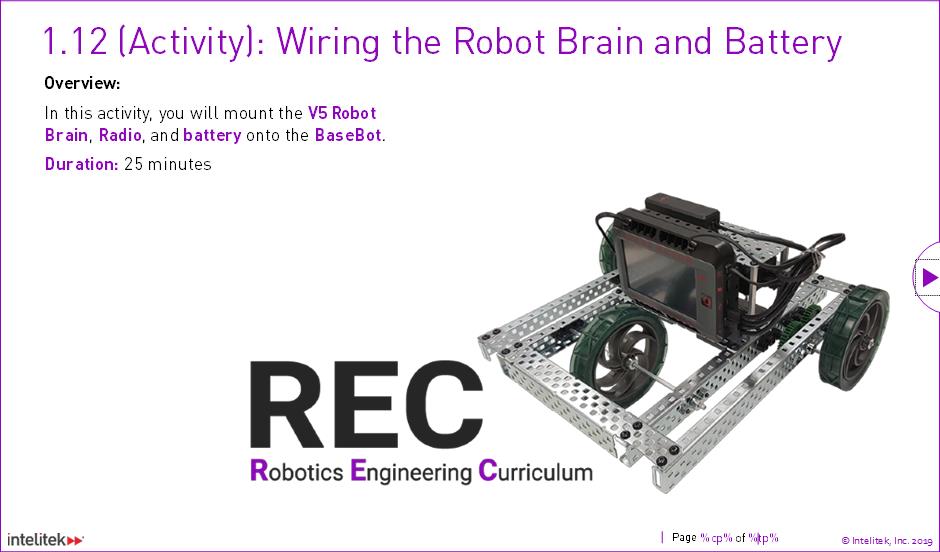 1.12 (Activity): Wiring the Robot Brain and Battery
Overview:
In this activity, you will mount the V5 Robot
Brain, Radio, and battery onto the BaseBot.
Duration: 25 minutes
REC
Robotics Engineering Curriculum
intelitek
Page %cp% of %tp%
© Intelitek, Inc. 2019